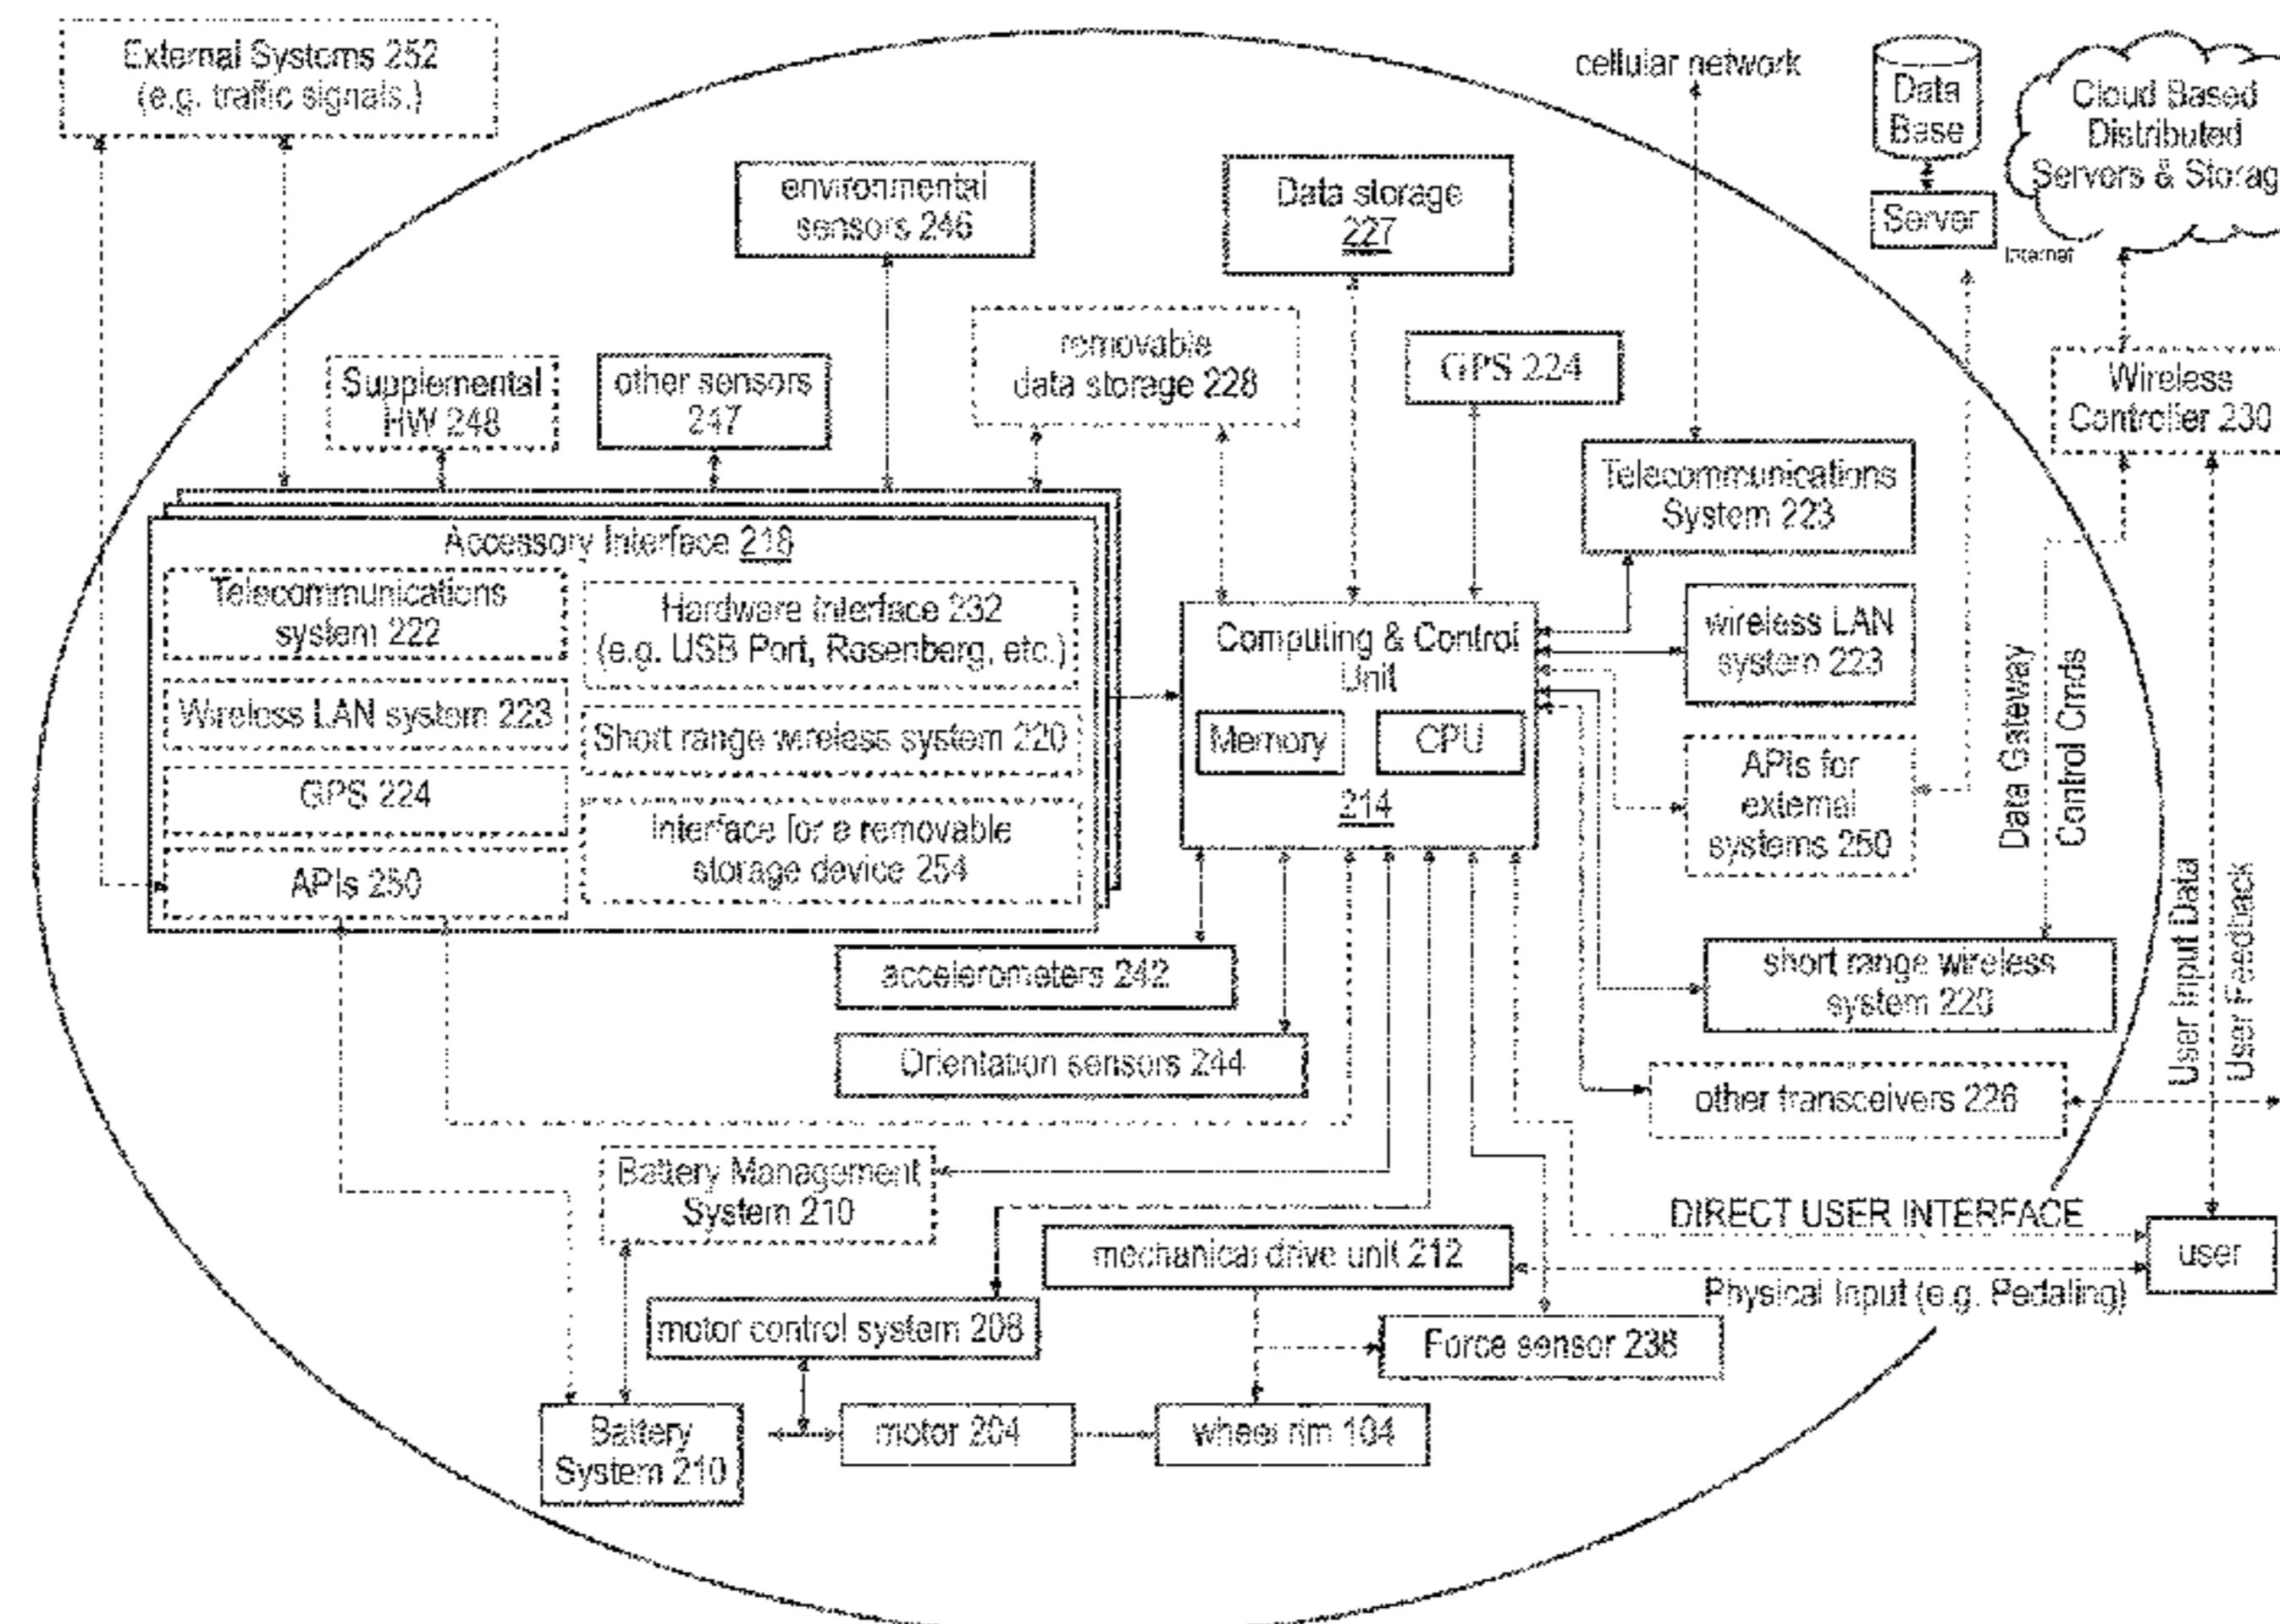 External Systems 252
(e.g. traffic signals.)
cellular network
Data
Base
Server
Internet
Cloud Based
Distributed
Servers & Storag
environmental
sensors 246
Data storage
227
removable
data storage 228
GPS 224
Supplemental
HW 248
other sensors
247
Wireless
Controller 230
Telecommunications
System 223
Accessory Interface 218
Telecommunications
system 222
Wireless LAN system 223
GPS 224
APIs 250
Hardware interface 232
(e.g. USB Port, Rosenberg, etc.)
Short range wireless system 220
Interface for a removable
storage device 254
Computing & Control
Unit
Memory
CPU
214
wireless LAN
system 223
APIs for
external
systems 250
Data Gateway
Control Cmds
User Input Data
User Feedback
short range wireless
system 220
accelerometers 242
Orientation sensors 244
other transceivers 226
Battery Management
System 210
DIRECT USER INTERFACE
user
mechanical drive unit 212
Physical Input (e.g. Pedaling)
motor control system 208
Force sensor 238
Battery
System 210
motor 204
wheel rim 104